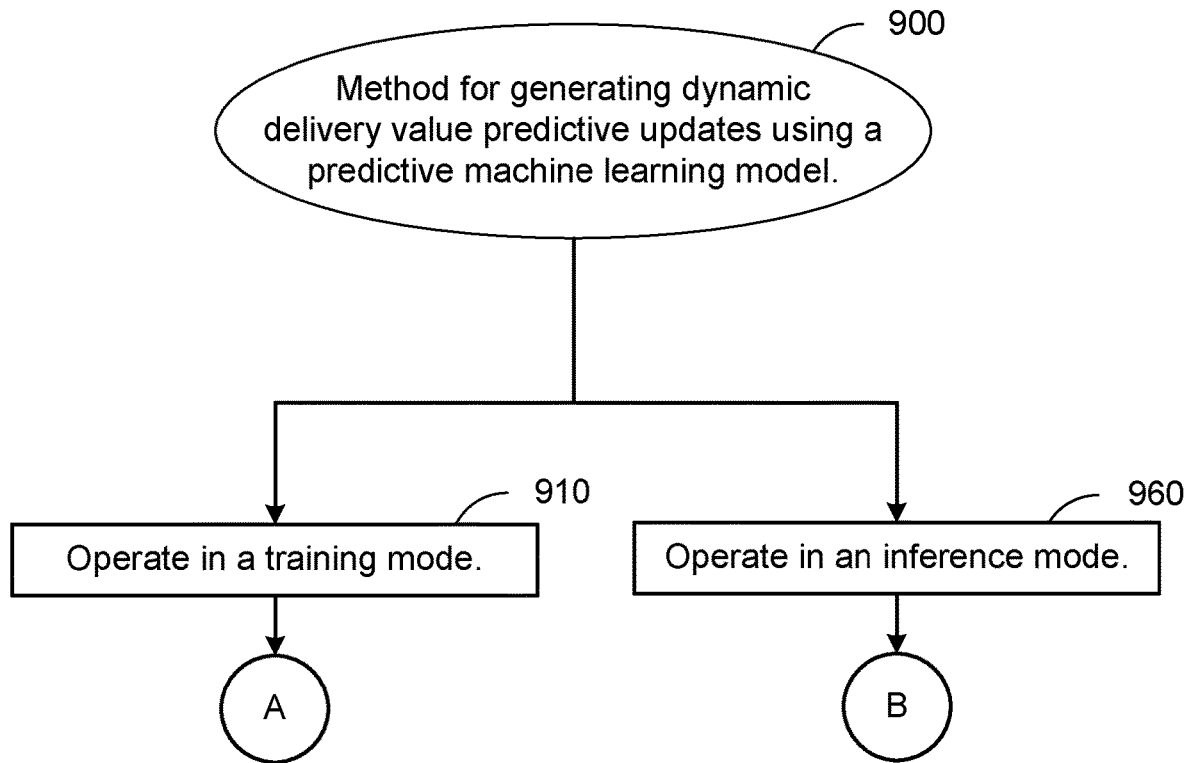 900
Method for generating dynamic
delivery value predictive updates using a
predictive machine learning model.
910
960
Operate in a training mode.
Operate in an inference mode.
A
B